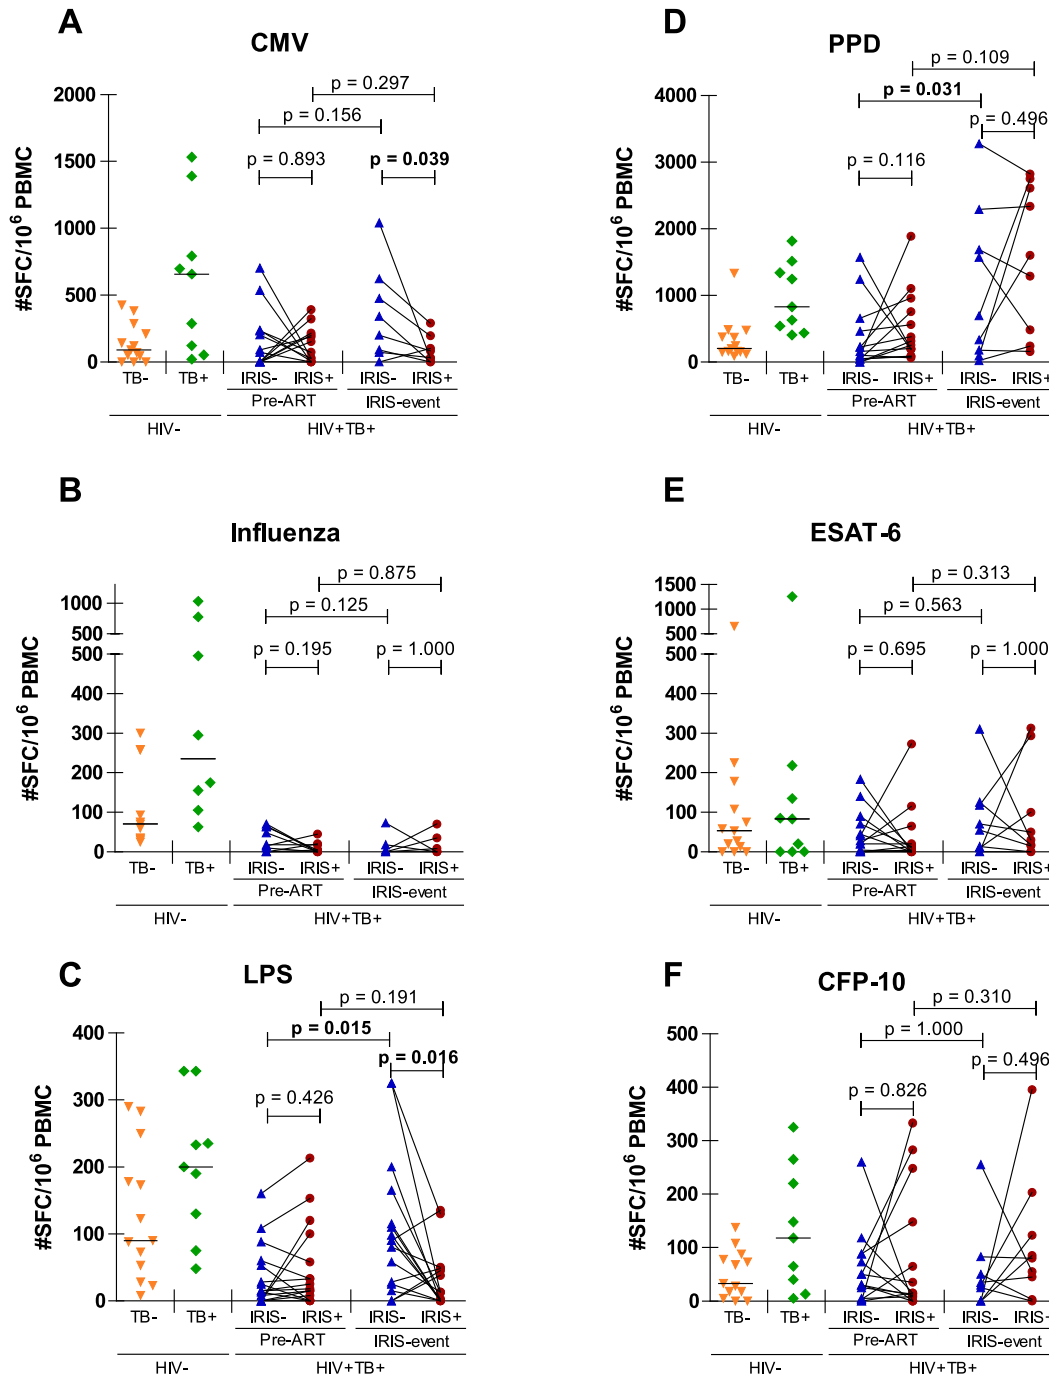 A
CMV
p = 0.297
p = 0.156
p = 0.893
p = 0.039
#SFC/10⁶ PBMC
2000
1500
1000
500
0
TB-
TB+
IRIS-
IRIS+
IRIS-
IRIS+
Pre-ART
IRIS-event
HIV-
HIV+TB+
D
PPD
p = 0.109
p = 0.031
p = 0.496
p = 0.116
#SFC/10⁶ PBMC
4000
3000
2000
1000
0
TB-
TB+
IRIS-
IRIS+
IRIS-
IRIS+
Pre-ART
IRIS-event
HIV-
HIV+TB+
B
Influenza
p = 0.875
p = 0.125
p = 0.195
p = 1.000
#SFC/10⁶ PBMC
1000
500
500
400
300
200
100
0
TB-
TB+
IRIS-
IRIS+
IRIS-
IRIS+
Pre-ART
IRIS-event
HIV-
HIV+TB+
E
ESAT-6
p = 0.313
p = 0.563
p = 0.695
p = 1.000
#SFC/10⁶ PBMC
1500
1000
500
500
400
300
200
100
0
TB-
TB+
IRIS-
IRIS+
IRIS-
IRIS+
Pre-ART
IRIS-event
HIV-
HIV+TB+
C
LPS
p = 0.191
p = 0.015
p = 0.016
p = 0.426
#SFC/10⁶ PBMC
400
300
200
100
0
TB-
TB+
IRIS-
IRIS+
IRIS-
IRIS+
Pre-ART
IRIS-event
HIV-
HIV+TB+
F
CFP-10
p = 0.310
p = 1.000
p = 0.496
p = 0.826
#SFC/10⁶ PBMC
500
400
300
200
100
0
TB-
TB+
IRIS-
IRIS+
IRIS-
IRIS+
Pre-ART
IRIS-event
HIV-
HIV+TB+